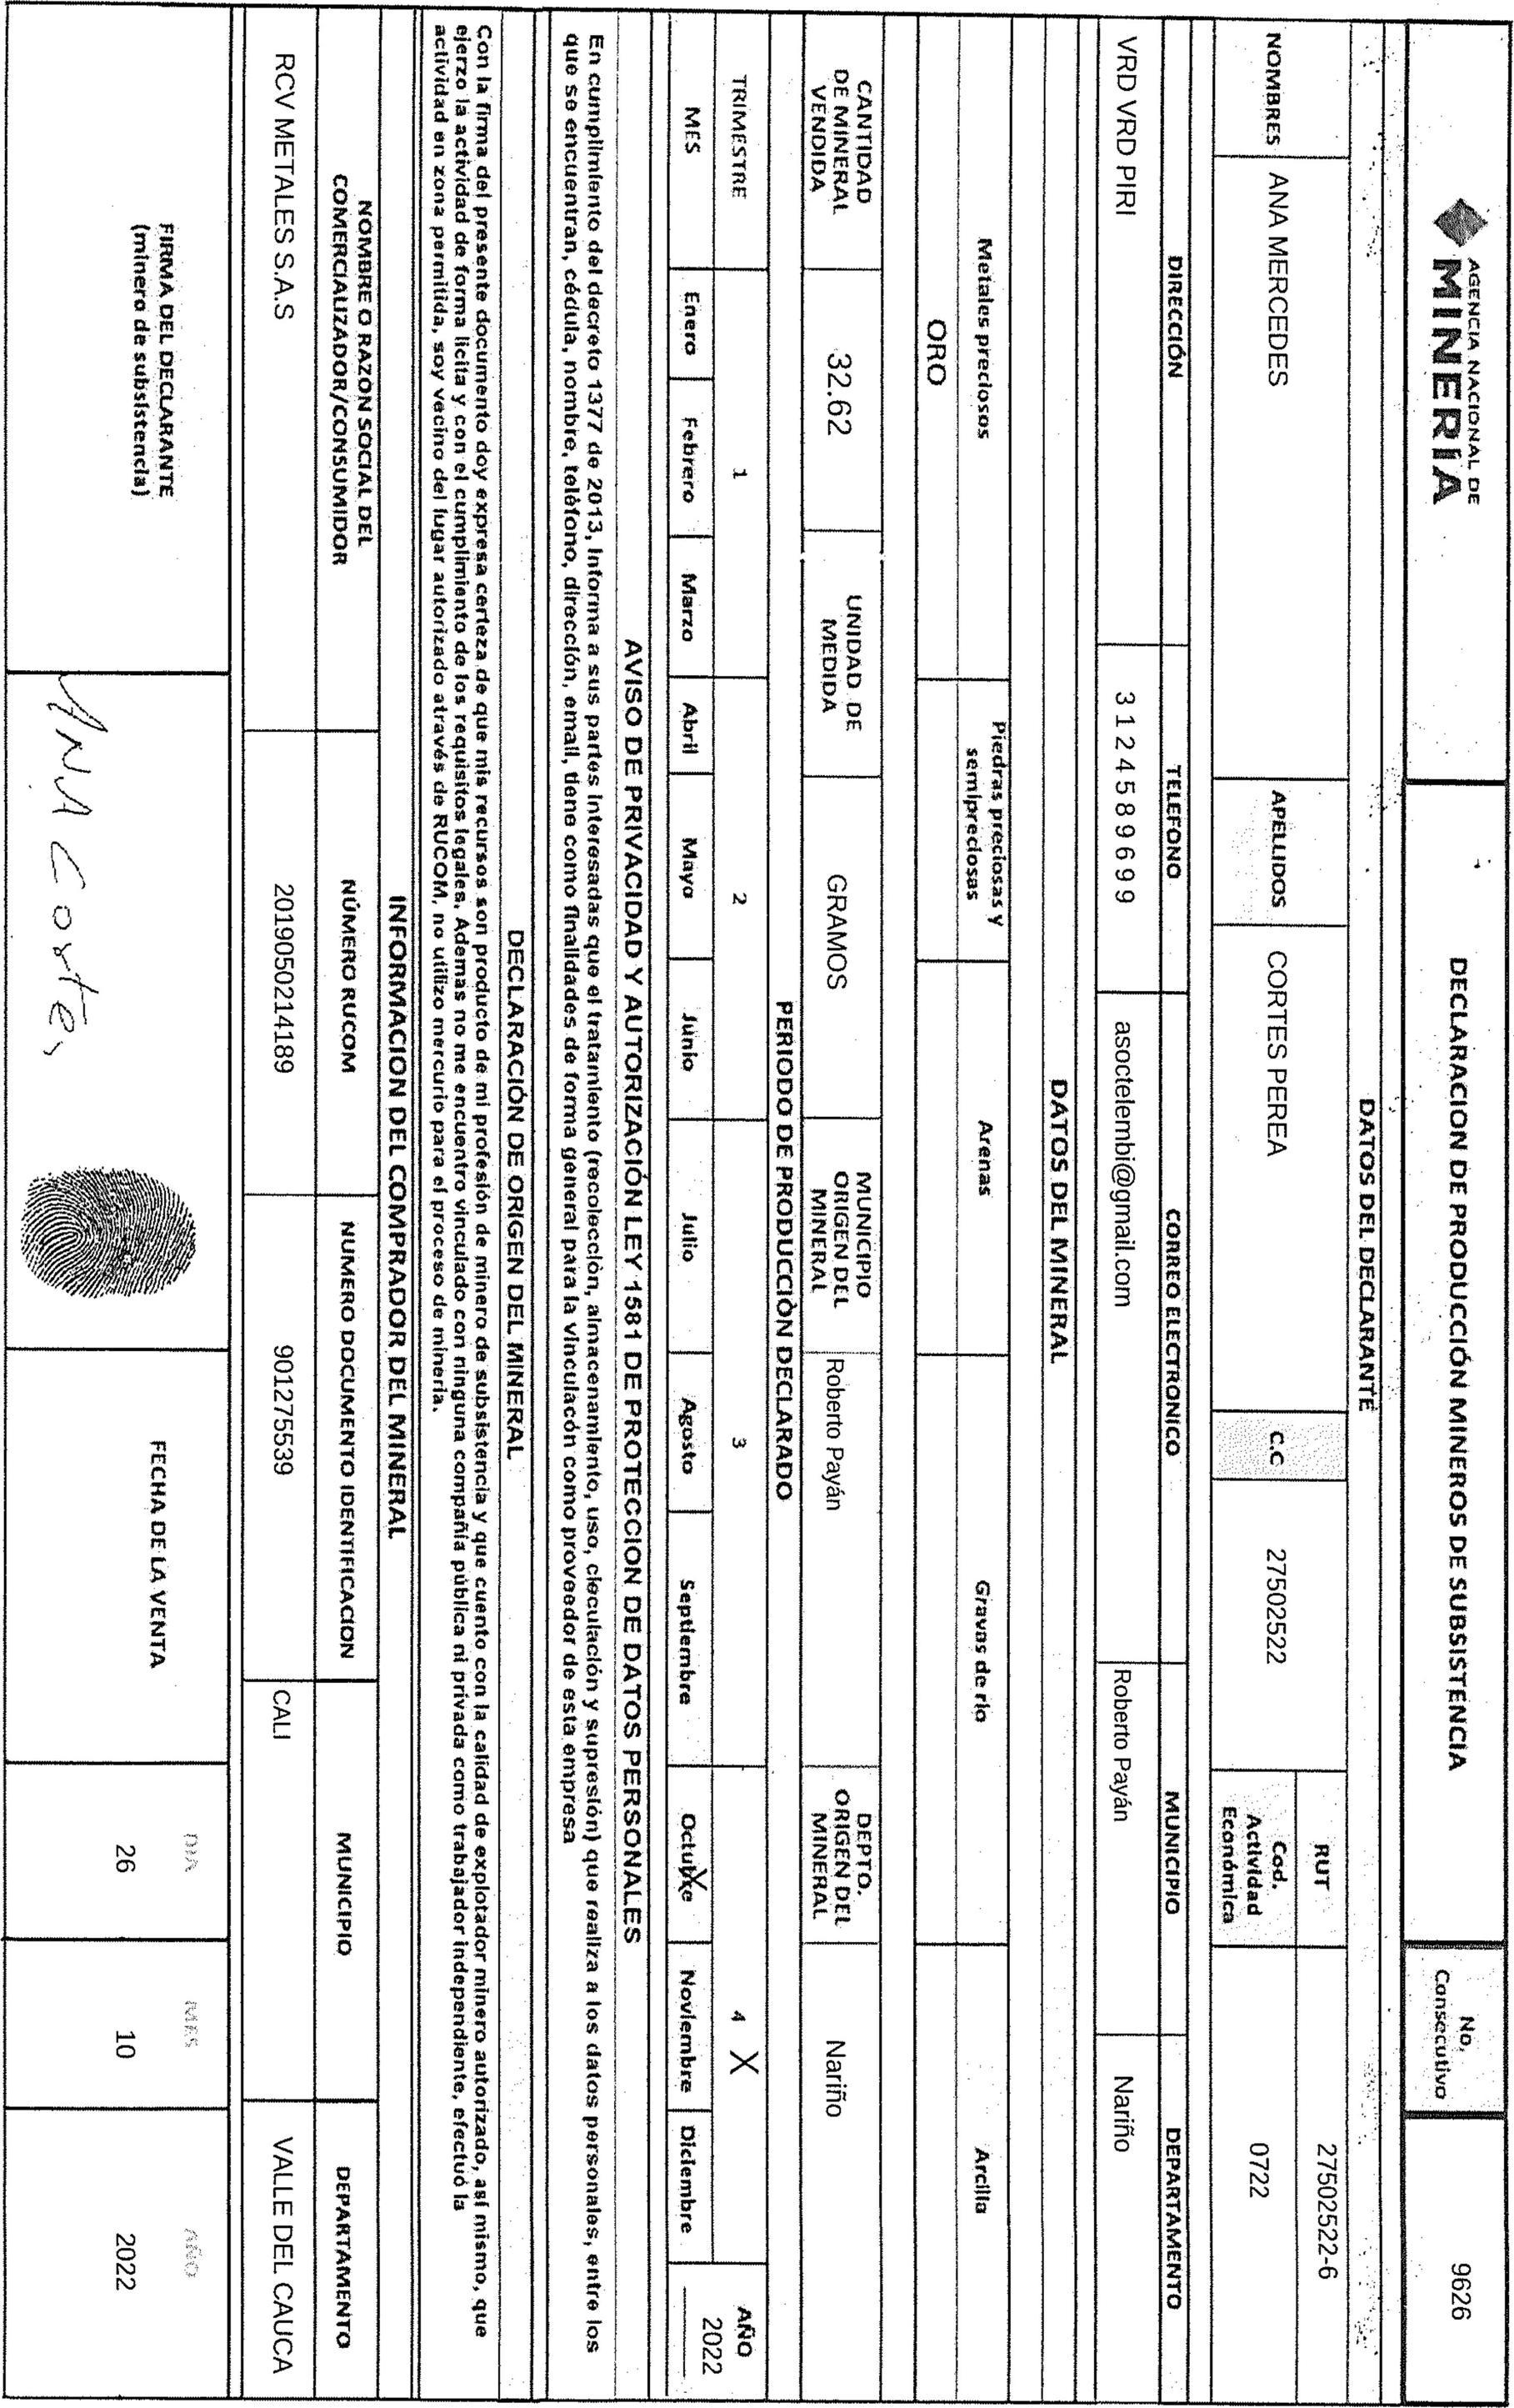 AGENCIA NACIONAL DE
MINERÍA
DECLARACION DE PRODUCCIÓN MINEROS DE SUBSISTENCIA
No.
Consecutivo
9626
DATOS DEL DECLARANTE
NOMBRES
ANA MERCEDES
APELLIDOS
CORTES PEREA
C.C
27502522
RUT
27502522-6
Cod.
Actividad
Económica
0722
DIRECCIÓN
TELEFONO
CORREO ELECTRONICO
MUNICIPIO
DEPARTAMENTO
VRD VRD PIRI
3124589699
asoctelembi@gmail.com
Roberto Payán
Nariño
DATOS DEL MINERAL
Metales preciosos
Piedras preciosas y
semipreciosas
Arenas
Gravas de río
Arcilla
ORO
CANTIDAD
DE MINERAL
VENDIDA
32.62
UNIDAD DE
MEDIDA
GRAMOS
MUNICIPIO
ORIGEN DEL
MINERAL
Roberto Payán
DEPTO.
ORIGEN DEL
MINERAL
Nariño
PERIODO DE PRODUCCIÓN DECLARADO
TRIMESTRE
1
2
3
4 X
AÑO
2022
MES
Enero
Febrero
Marzo
Abril
Mayo
Junio
Julio
Agosto
Septiembre
Octubre X
Noviembre
Diciembre
AVISO DE PRIVACIDAD Y AUTORIZACIÓN LEY 1581 DE PROTECCION DE DATOS PERSONALES
En cumplimiento del decreto 1377 de 2013, Informa a sus partes interesadas que el tratamiento (recolección, almacenamiento, uso, cleculación y supresión) que realiza a los datos personales, entre los
que se encuentran, cédula, nombre, teléfono, dirección, email, tiene como finalidades de forma general para la vinculacón como proveedor de esta empresa
DECLARACIÓN DE ORIGEN DEL MINERAL
Con la firma del presente documento doy expresa certeza de que mis recursos son producto de mi profesión de minero de subsistencia y que cuento con la calidad de explotador minero autorizado, así mismo, que
ejerzo la actividad de forma licita y con el cumplimiento de los requisitos legales. Ademas no me encuentro vinculado con ninguna compañía pública ni privada como trabajador independiente, efectuó la
actividad en zona permitida, soy vecino del lugar autorizado através de RUCOM, no utilizo mercurio para el proceso de minería.
INFORMACION DEL COMPRADOR DEL MINERAL
NOMBRE O RAZON SOCIAL DEL
COMERCIALIZADOR/CONSUMIDOR
NÚMERO RUCOM
NUMERO DOCUMENTO IDENTIFICACION
MUNICIPIO
DEPARTAMENTO
RCV METALES S.A.S
201905021​4189
901275539
CALI
VALLE DEL CAUCA
FIRMA DEL DECLARANTE
(minero de subsistencia)
ANA Cortes
FECHA DE LA VENTA
DIA
MES
AÑO
26
10
2022